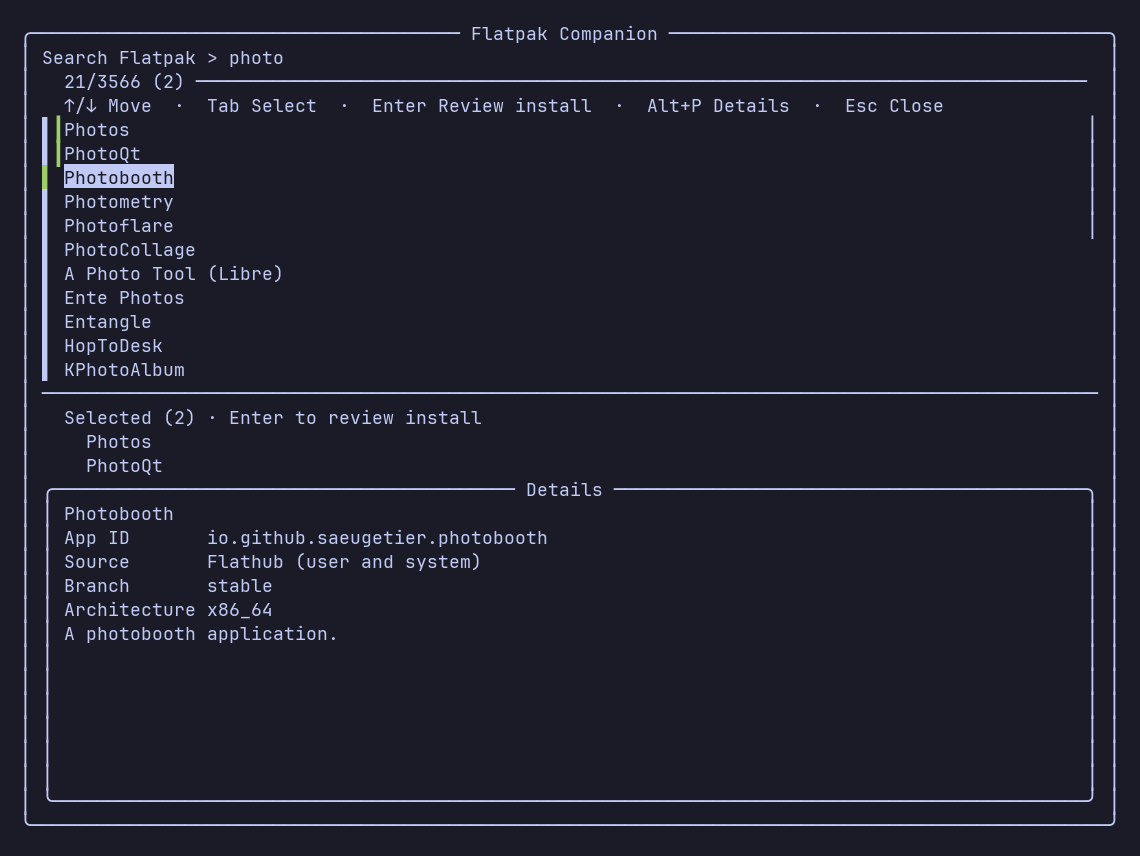 Flatpak Companion
Search Flatpak > photo
21/3566 (2)
↑/↓ Move · Tab Select · Enter Review install · Alt+P Details · Esc Close
Photos
PhotoQt
Photobooth
Photometry
Photoflare
PhotoCollage
A Photo Tool (Libre)
Ente Photos
Entangle
HopToDesk
KPhotoAlbum
Selected (2) · Enter to review install
Photos
PhotoQt
Details
Photobooth
App ID io.github.saeugetier.photobooth
Source Flathub (user and system)
Branch stable
Architecture x86_64
A photobooth application.